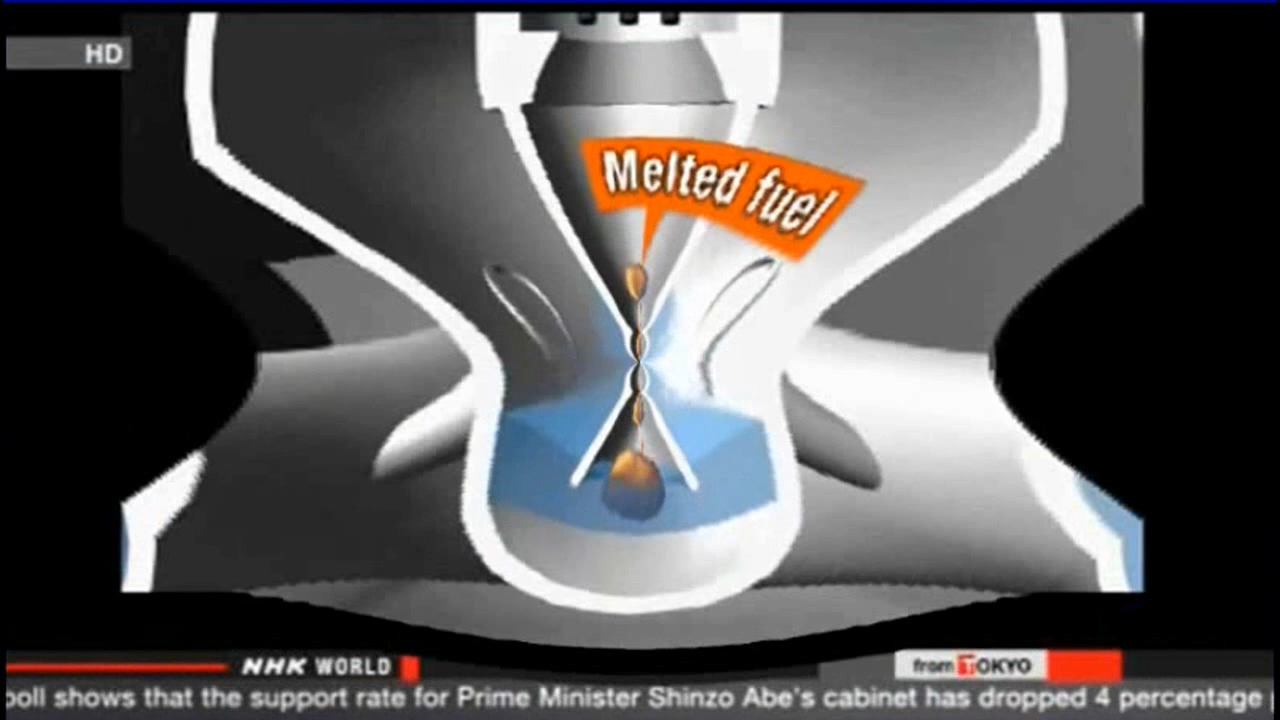 HD
Melted fuel
NHK WORLD
from TOKYO
poll shows that the support rate for Prime Minister Shinzo Abe's cabinet has dropped 4 percentage